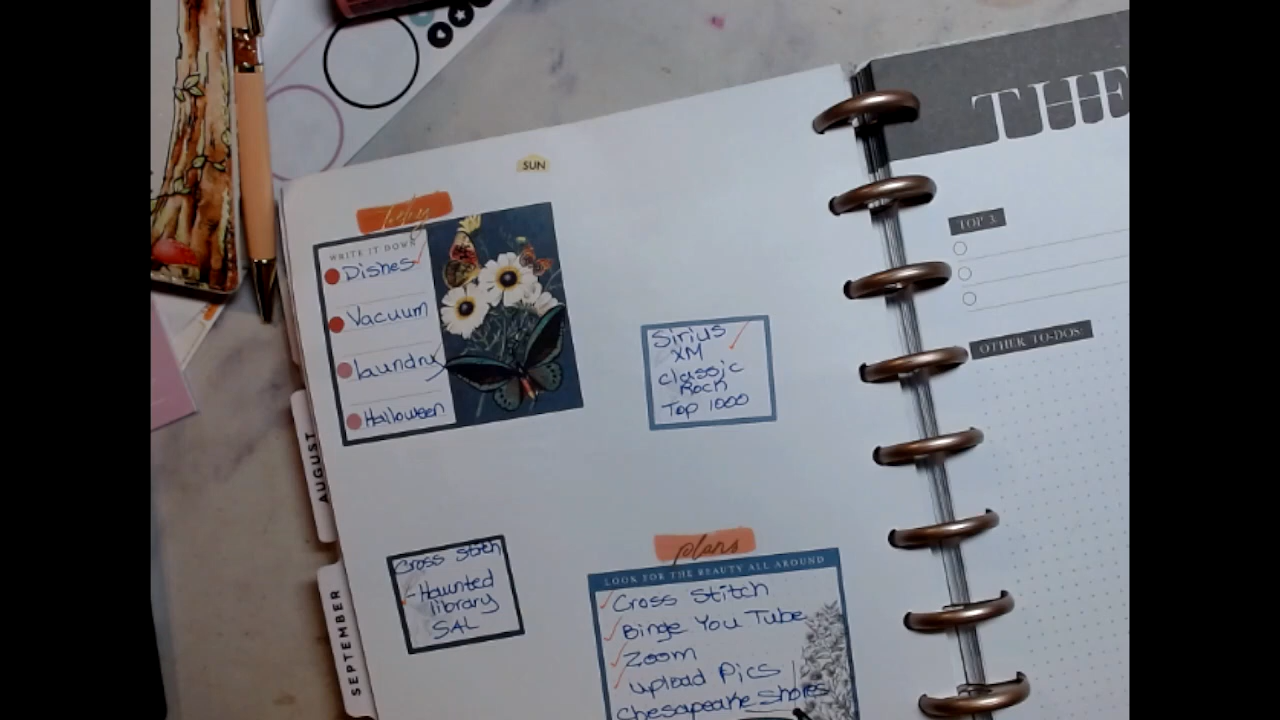 SUN
today
WRITE IT DOWN
Dishes
Vacuum
laundry
Halloween
Sirius
XM
Classic
Rock
Top 1000
Cross Stitch
-Haunted
library
SAL
plans
LOOK FOR THE BEAUTY ALL AROUND
Cross Stitch
Binge You Tube
Zoom
upload Pics
Chesapeake Shores
AUGUST
SEPTEMBER
THE
TOP 3
OTHER TO-DOS: